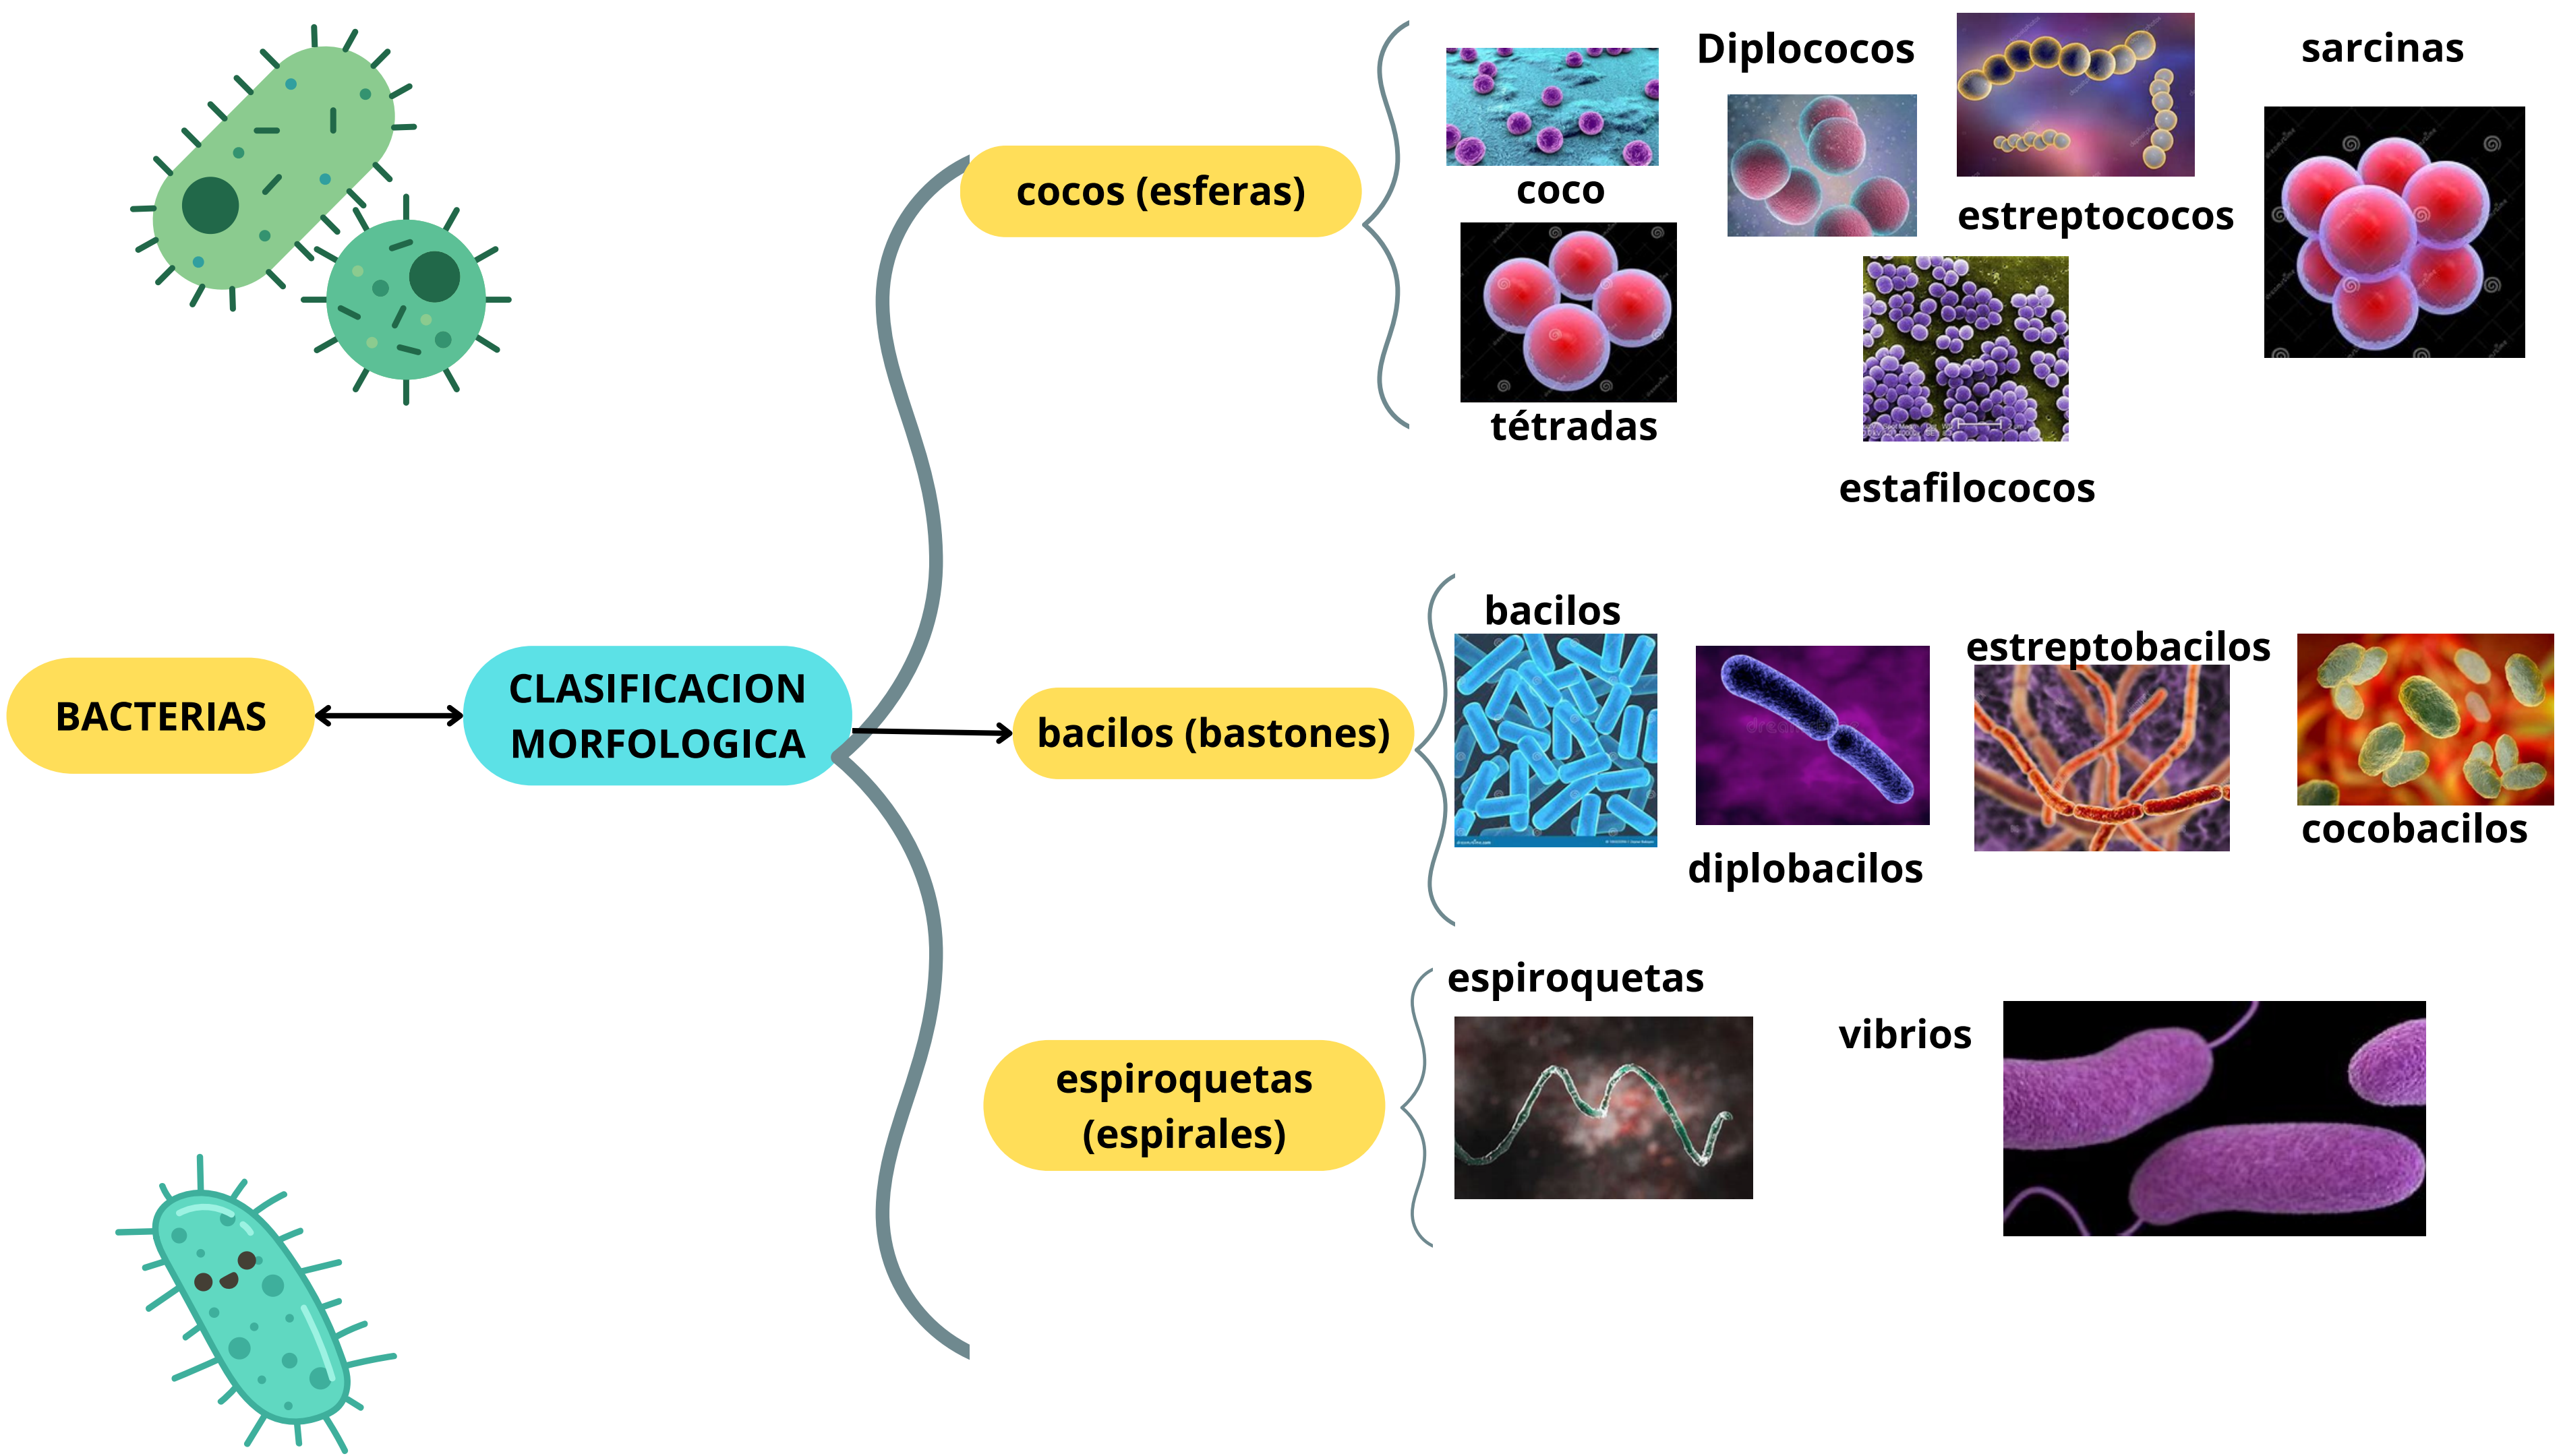 BACTERIAS
CLASIFICACION
MORFOLOGICA
cocos (esferas)
coco
Diplococos
estreptococos
sarcinas
tétradas
estafilococos
bacilos (bastones)
bacilos
diplobacilos
estreptobacilos
cocobacilos
espiroquetas
(espirales)
espiroquetas
vibrios